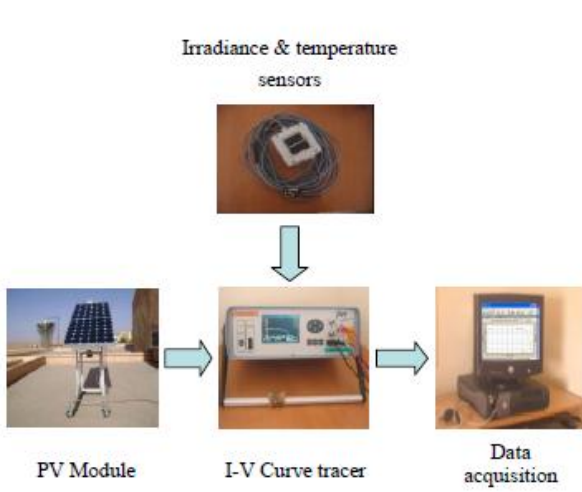 Irradiance & temperature
sensors
PV Module
I-V Curve tracer
Data
acquisition